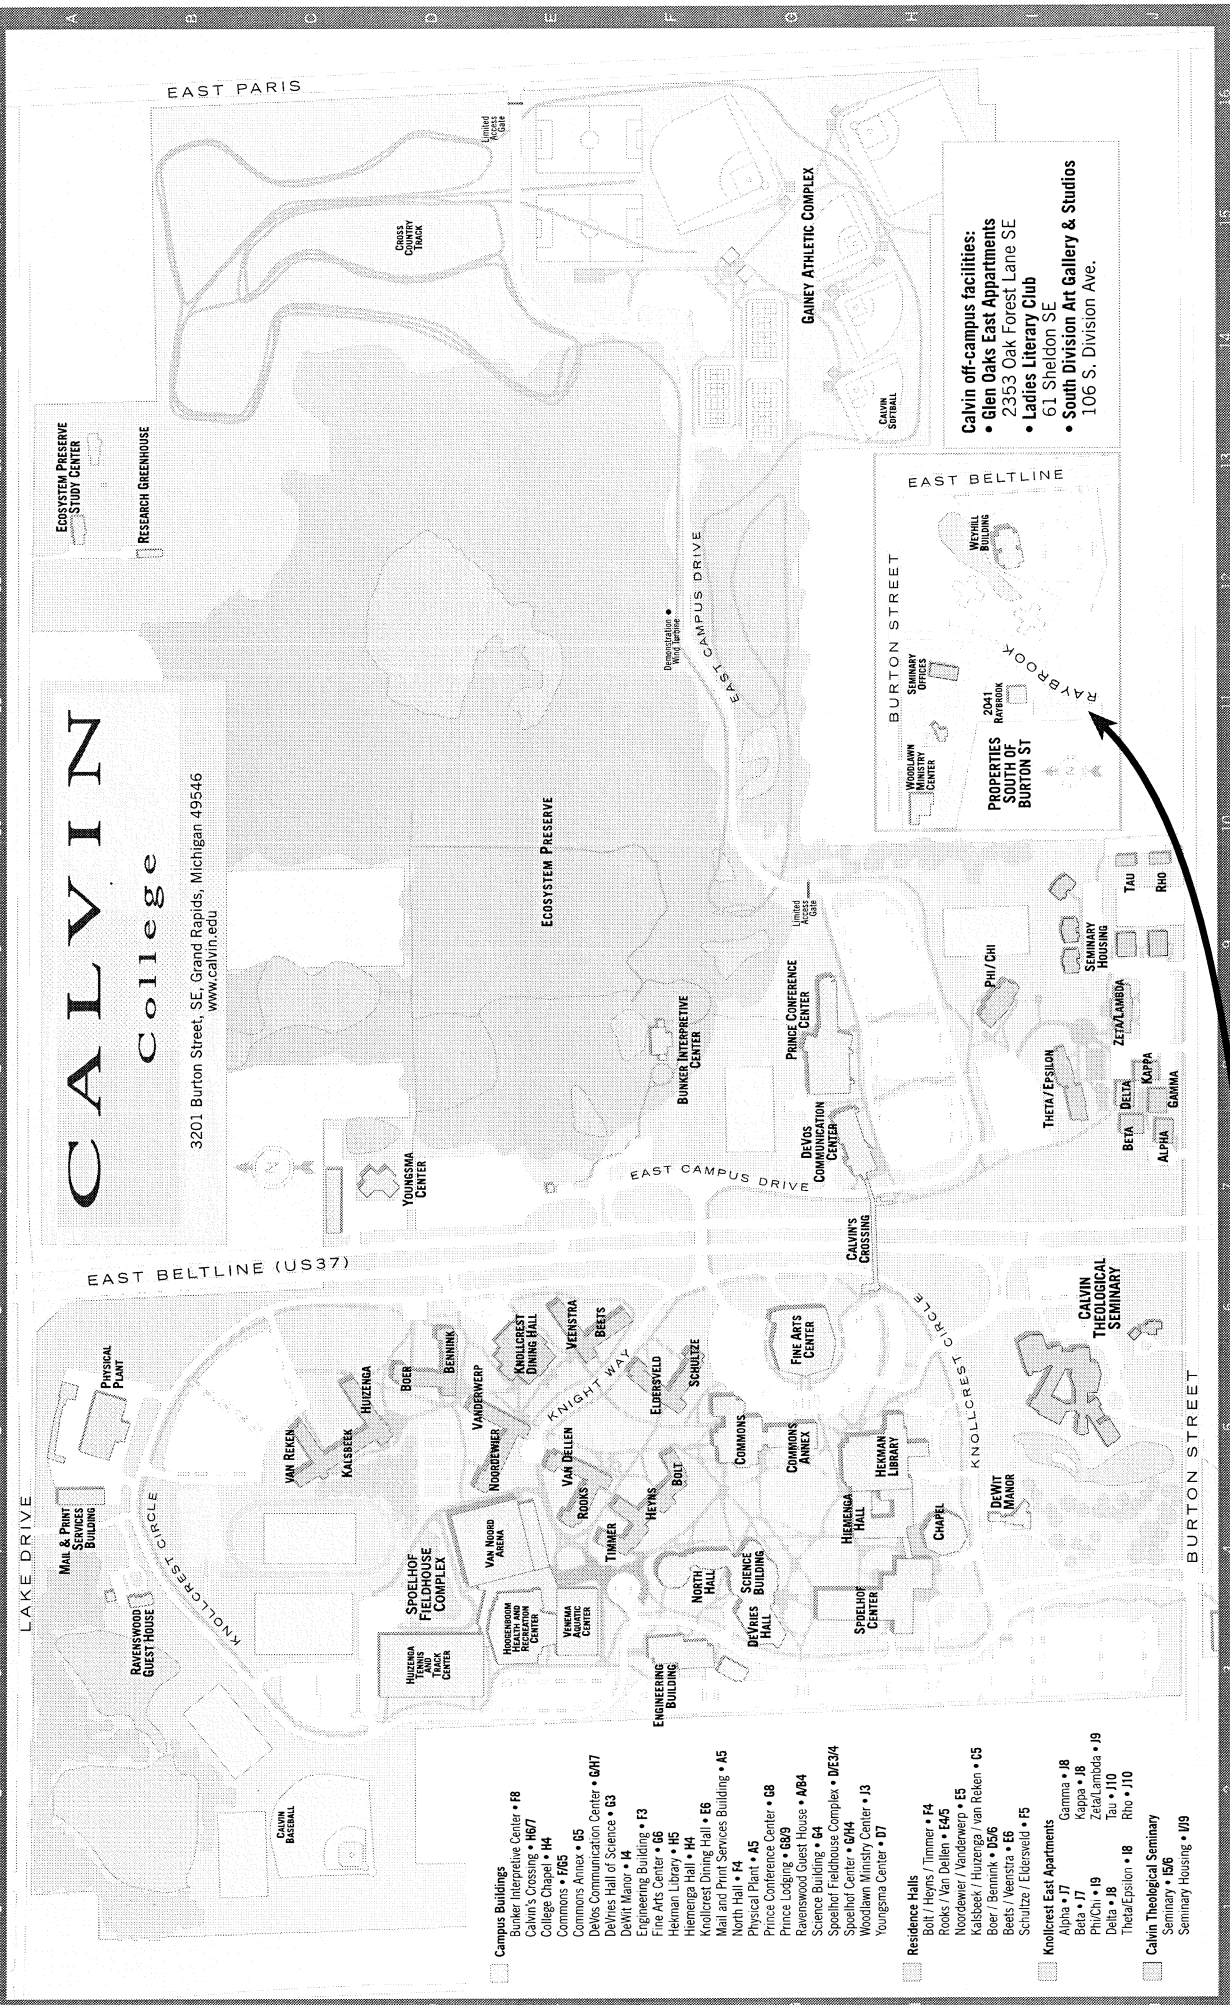 CALVIN
College
3201 Burton Street, SE, Grand Rapids, Michigan 49546
www.calvin.edu
A
B
C
D
E
F
G
H
I
J
LAKE DRIVE
EAST PARIS
EAST BELTLINE (US37)
BURTON STREET
KNOLLCREST CIRCLE
KNOLLCREST CIRCLE
KNIGHT WAY
EAST CAMPUS DRIVE
EAST CAMPUS DRIVE
RAVENSWOOD
GUEST HOUSE
MAIL & PRINT
SERVICES
BUILDING
PHYSICAL
PLANT
CALVIN
BASEBALL
VAN REKEN
KALSBEEK
HUIZENGA
BOER
BENNINK
YOUNGSMA
CENTER
SPOELHOF
FIELDHOUSE
COMPLEX
HUIZENGA
TENNIS
AND
TRACK
CENTER
VAN NOORD
ARENA
HOOGENBOOM
HEALTH AND
RECREATION
CENTER
VENEMA
AQUATIC
CENTER
NOORDEWIER
VANDERWERP
KNOLLCREST
DINING HALL
VEENSTRA
BEETS
VAN DELLEN
ROOKS
TIMMER
HEYNS
BOLT
ELDERSVELD
SCHULTZE
ENGINEERING
BUILDING
NORTH
HALL
SCIENCE
BUILDING
DEVRIES
HALL
COMMONS
COMMONS
ANNEX
FINE ARTS
CENTER
SPOELHOF
CENTER
HIEMENGA
HALL
HEKMAN
LIBRARY
CHAPEL
DEWIT
MANOR
CALVIN
THEOLOGICAL
SEMINARY
CALVIN'S
CROSSING
DEVOS
COMMUNICATION
CENTER
PRINCE CONFERENCE
CENTER
BUNKER INTERPRETIVE
CENTER
ECOSYSTEM PRESERVE
Limited
Access
Gate
PHI/CHI
THETA/EPSILON
SEMINARY
HOUSING
ZETA/LAMBDA
TAU
RHO
BETA
DELTA
KAPPA
ALPHA
GAMMA
ECOSYSTEM PRESERVE
STUDY CENTER
RESEARCH GREENHOUSE
CROSS
COUNTRY
TRACK
Limited
Access
Gate
Demonstration
Wind Turbine
GAINEY ATHLETIC COMPLEX
CALVIN
SOFTBALL
N
BURTON STREET
EAST BELTLINE
RAYBROOK
WOODLAWN
MINISTRY
CENTER
SEMINARY
OFFICES
2041
RAYBROOK
WEYHILL
BUILDING
PROPERTIES
SOUTH OF
BURTON ST
N
Calvin off-campus facilities:
• Glen Oaks East Appartments
2353 Oak Forest Lane SE
• Ladies Literary Club
61 Sheldon SE
• South Division Art Gallery & Studios
106 S. Division Ave.
Campus Buildings
Bunker Interpretive Center • F8
Calvin's Crossing • H6/7
College Chapel • H4
Commons • F/G5
Commons Annex • G5
DeVos Communication Center • G/H7
DeVries Hall of Science • G3
DeWit Manor • I4
Engineering Building • F3
Fine Arts Center • G6
Hekman Library • H5
Hiemenga Hall • H4
Knollcrest Dining Hall • E6
Mail and Print Services Building • A5
North Hall • F4
Physical Plant • A5
Prince Conference Center • G8
Prince Lodging • G8/9
Ravenswood Guest House • A/B4
Science Building • G4
Spoelhof Fieldhouse Complex • D/E3/4
Spoelhof Center • G/H4
Woodlawn Ministry Center • J3
Youngsma Center • D7
Residence Halls
Bolt / Heyns / Timmer • F4
Rooks / Van Dellen • E4/5
Noordewier / Vanderwerp • E5
Kalsbeek / Huizenga / van Reken • C5
Boer / Bennink • D5/6
Beets / Veenstra • E6
Schultze / Eldersveld • F5
Knollcrest East Apartments
Alpha • J7
Beta • J7
Phi/Chi • I9
Delta • J8
Theta/Epsilon • I8
Gamma • J8
Kappa • J8
Zeta/Lambda • J9
Tau • J10
Rho • J10
Calvin Theological Seminary
Seminary • I5/6
Seminary Housing • I/J9